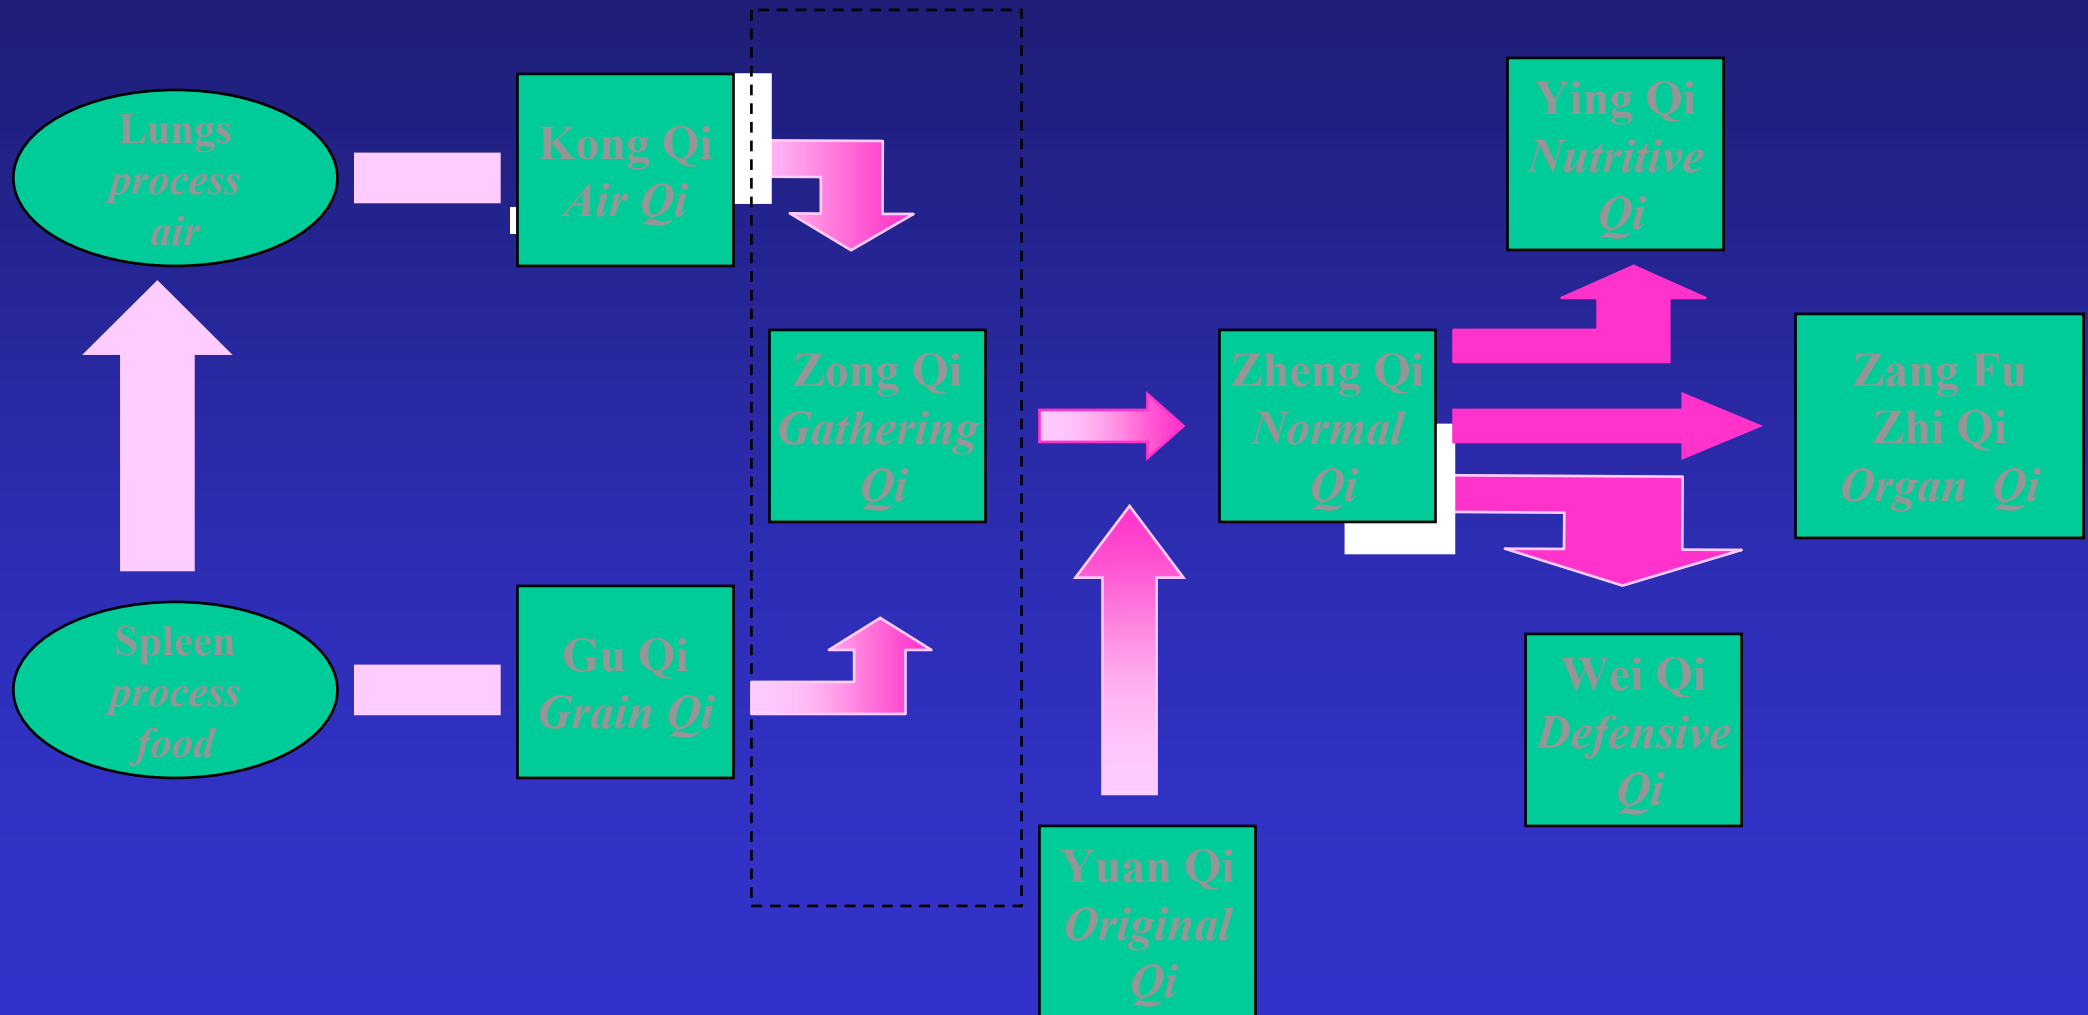 Lungs
process
air
Kong Qi
Air Qi
Ying Qi
Nutritive
Qi
Zong Qi
Gathering
Qi
Zheng Qi
Normal
Qi
Zang Fu
Zhi Qi
Organ Qi
Spleen
process
food
Gu Qi
Grain Qi
Wei Qi
Defensive
Qi
Yuan Qi
Original
Qi